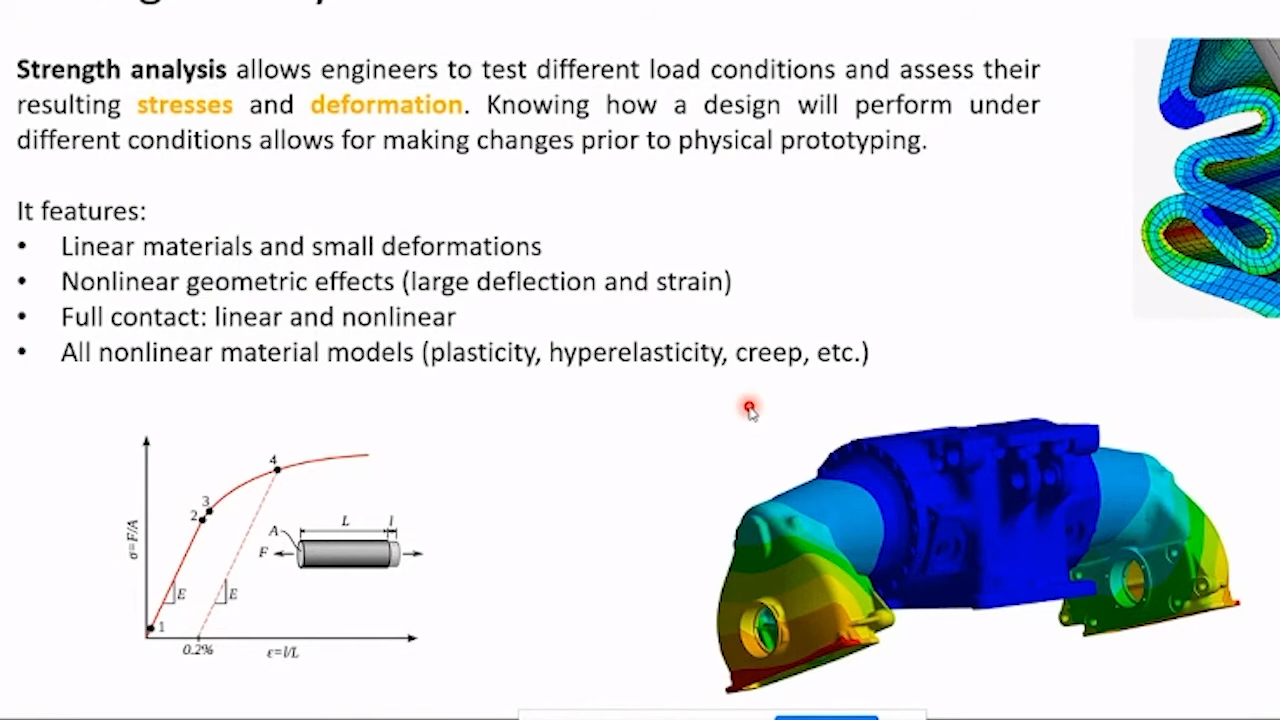 Strength analysis allows engineers to test different load conditions and assess their
resulting stresses and deformation. Knowing how a design will perform under
different conditions allows for making changes prior to physical prototyping.
It features:
• Linear materials and small deformations
• Nonlinear geometric effects (large deflection and strain)
• Full contact: linear and nonlinear
• All nonlinear material models (plasticity, hyperelasticity, creep, etc.)
4
3
2
L l
A
F
σ=F/A
E E
1
0.2% ε=l/L